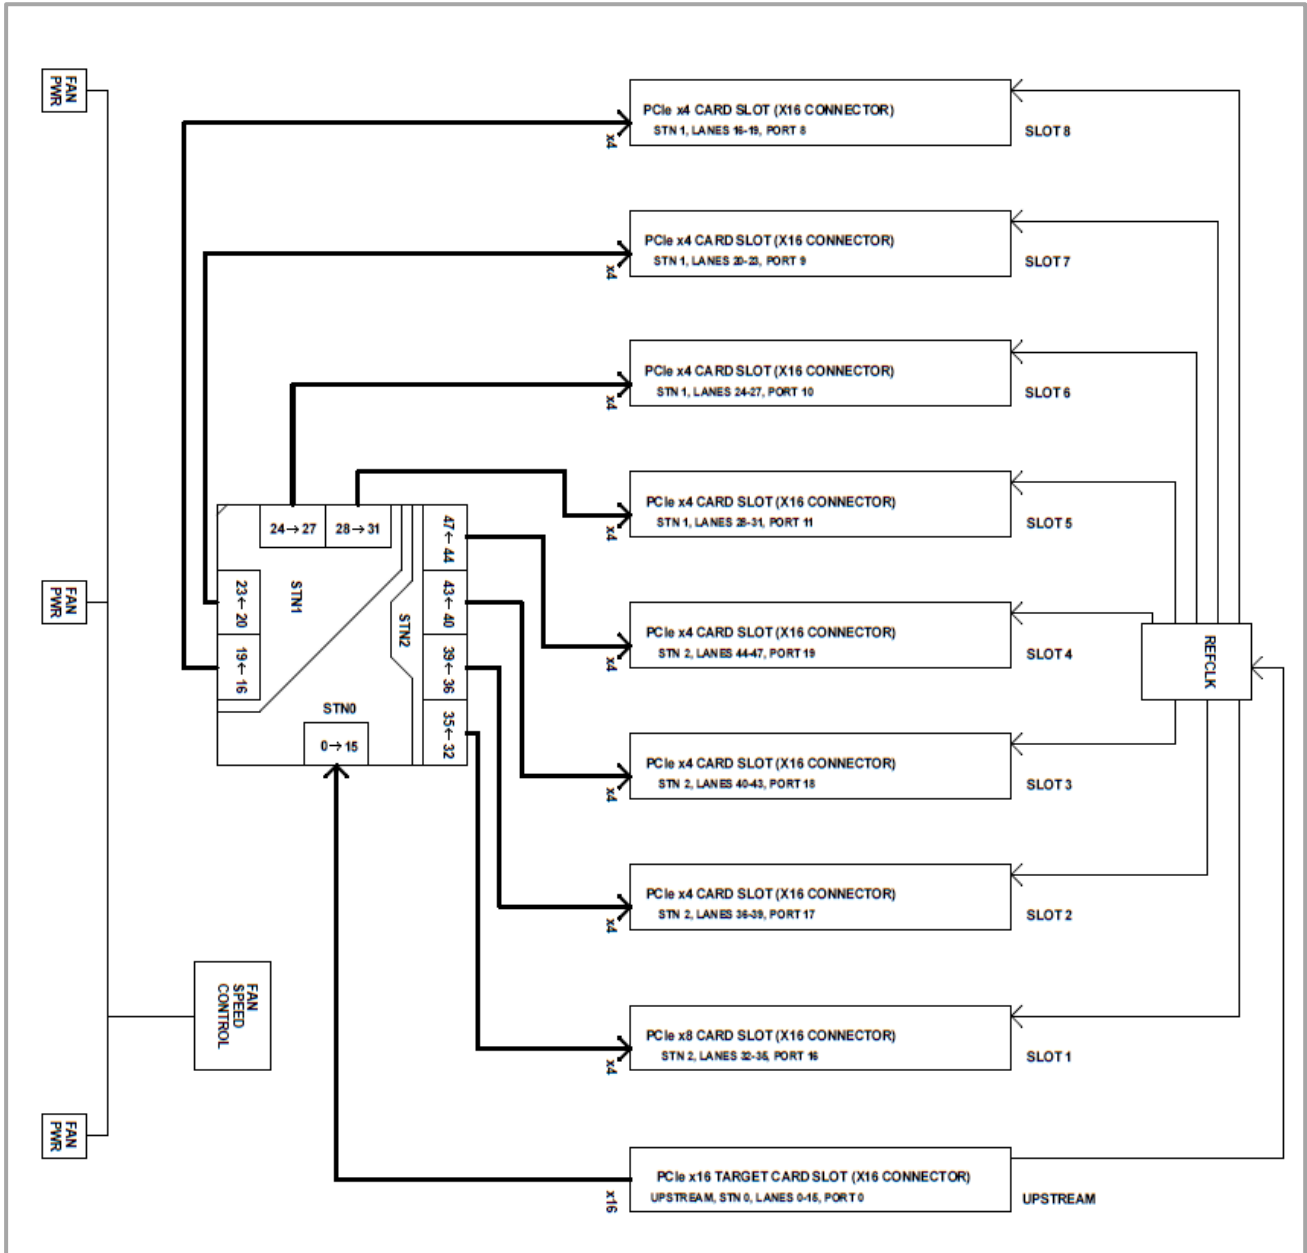 FAN
PWR
PCIe x4 CARD SLOT (X16 CONNECTOR)
STN 1, LANES 16-19, PORT 8
x4
SLOT 8
PCIe x4 CARD SLOT (X16 CONNECTOR)
STN 1, LANES 20-23, PORT 9
x4
SLOT 7
PCIe x4 CARD SLOT (X16 CONNECTOR)
STN 1, LANES 24-27, PORT 10
x4
SLOT 6
PCIe x4 CARD SLOT (X16 CONNECTOR)
STN 1, LANES 28-31, PORT 11
x4
SLOT 5
24→27
28→31
47←44
23←20
STN1
43←40
STN2
19←16
39←36
STN0
0→15
35←32
FAN
PWR
PCIe x4 CARD SLOT (X16 CONNECTOR)
STN 2, LANES 44-47, PORT 19
x4
SLOT 4
REFCLK
PCIe x4 CARD SLOT (X16 CONNECTOR)
STN 2, LANES 40-43, PORT 18
x4
SLOT 3
PCIe x4 CARD SLOT (X16 CONNECTOR)
STN 2, LANES 36-39, PORT 17
x4
SLOT 2
FAN
SPEED
CONTROL
PCIe x8 CARD SLOT (X16 CONNECTOR)
STN 2, LANES 32-35, PORT 16
x4
SLOT 1
FAN
PWR
PCIe x16 TARGET CARD SLOT (X16 CONNECTOR)
UPSTREAM, STN 0, LANES 0-15, PORT 0
x16
UPSTREAM